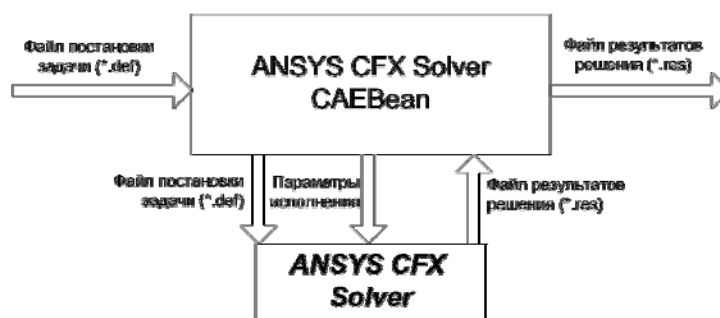 Файл постановки
задачи (*.def)
ANSYS CFX Solver
CAEBean
Файл результатов
решения (*.res)
Файл постановки
задачи (*.def)
Параметры
исполнения
Файл результатов
решения (*.res)
ANSYS CFX
Solver